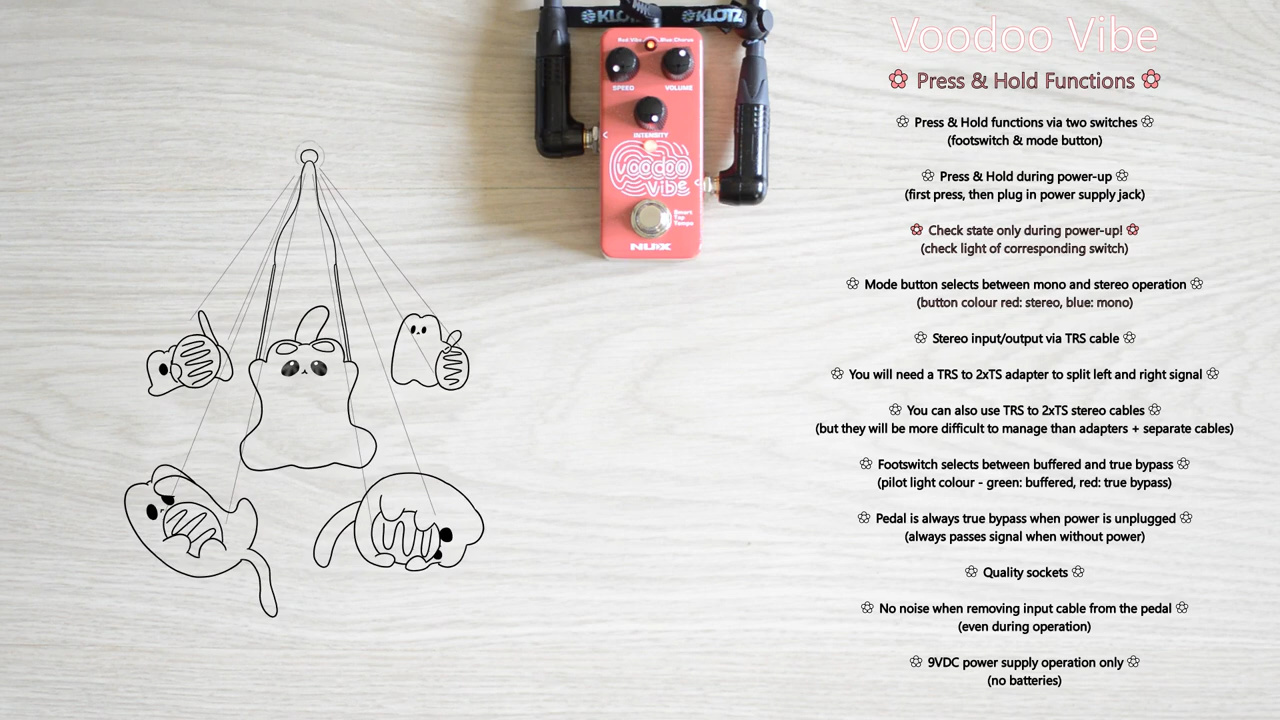 KLOTZ KLOTZ
Voodoo Vibe
Press & Hold Functions
Red: Vibe Blue: Chorus
SPEED VOLUME
INTENSITY
voodoo
vibe
Smart
Tap
Tempo
NUX
Press & Hold functions via two switches
(footswitch & mode button)
Press & Hold during power-up
(first press, then plug in power supply jack)
Check state only during power-up!
(check light of corresponding switch)
Mode button selects between mono and stereo operation
(button colour red: stereo, blue: mono)
Stereo input/output via TRS cable
You will need a TRS to 2xTS adapter to split left and right signal
You can also use TRS to 2xTS stereo cables
(but they will be more difficult to manage than adapters + separate cables)
Footswitch selects between buffered and true bypass
(pilot light colour - green: buffered, red: true bypass)
Pedal is always true bypass when power is unplugged
(always passes signal when without power)
Quality sockets
No noise when removing input cable from the pedal
(even during operation)
9VDC power supply operation only
(no batteries)